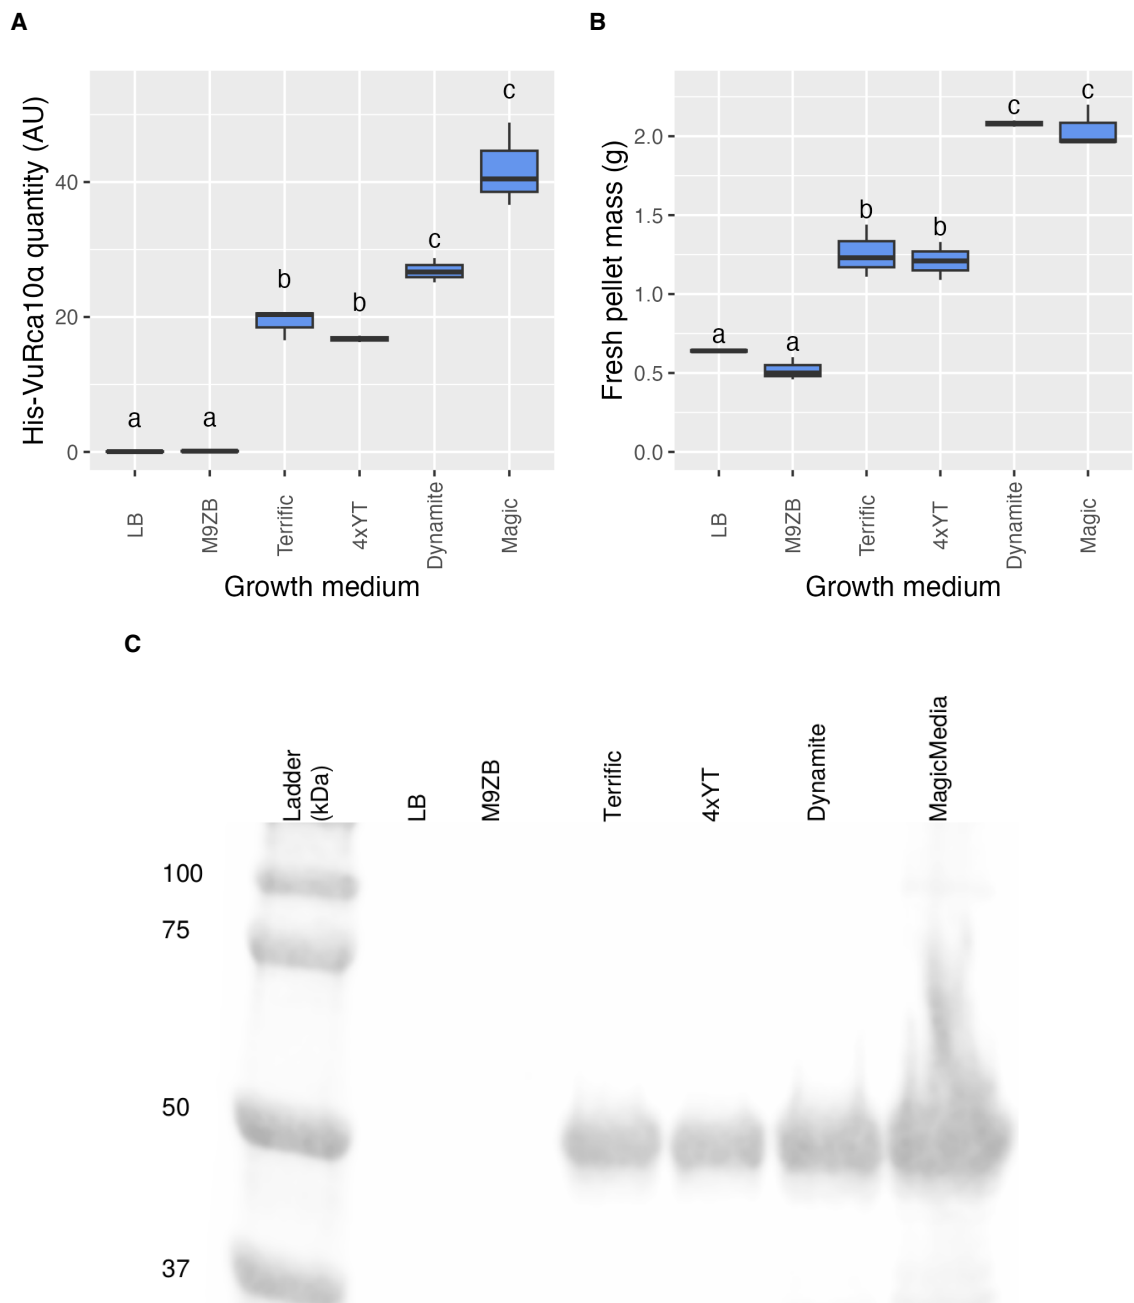 A
His-VuRca10α quantity (AU)
40
20
0
a
a
b
b
c
c
LB
M9ZB
Terrific
4xYT
Dynamite
Magic
Growth medium
B
Fresh pellet mass (g)
2.0
1.5
1.0
0.5
0.0
a
a
b
b
c
c
LB
M9ZB
Terrific
4xYT
Dynamite
Magic
Growth medium
C
Ladder
(kDa)
LB
M9ZB
Terrific
4xYT
Dynamite
MagicMedia
100
75
50
37